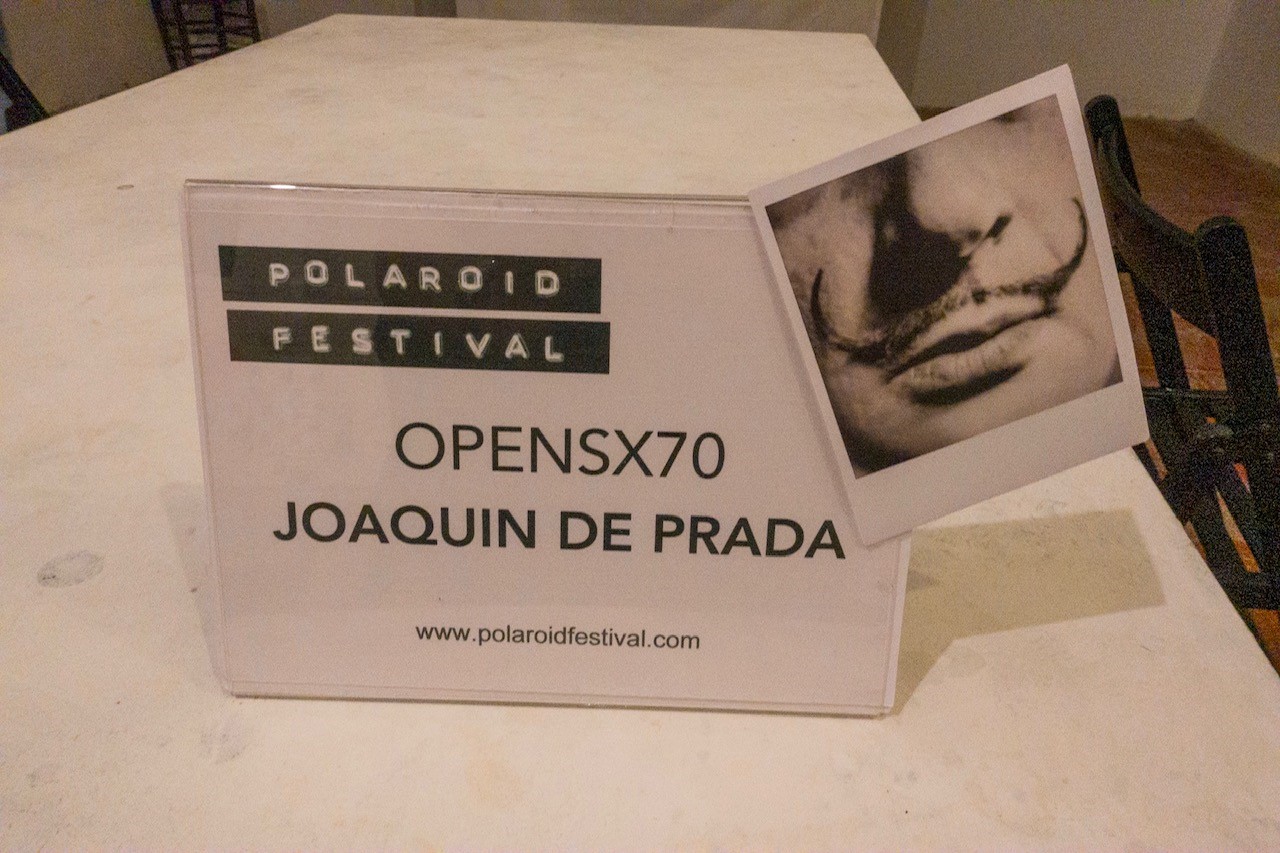 POLAROID
FESTIVAL
OPENSX70
JOAQUIN DE PRADA
www.polaroidfestival.com